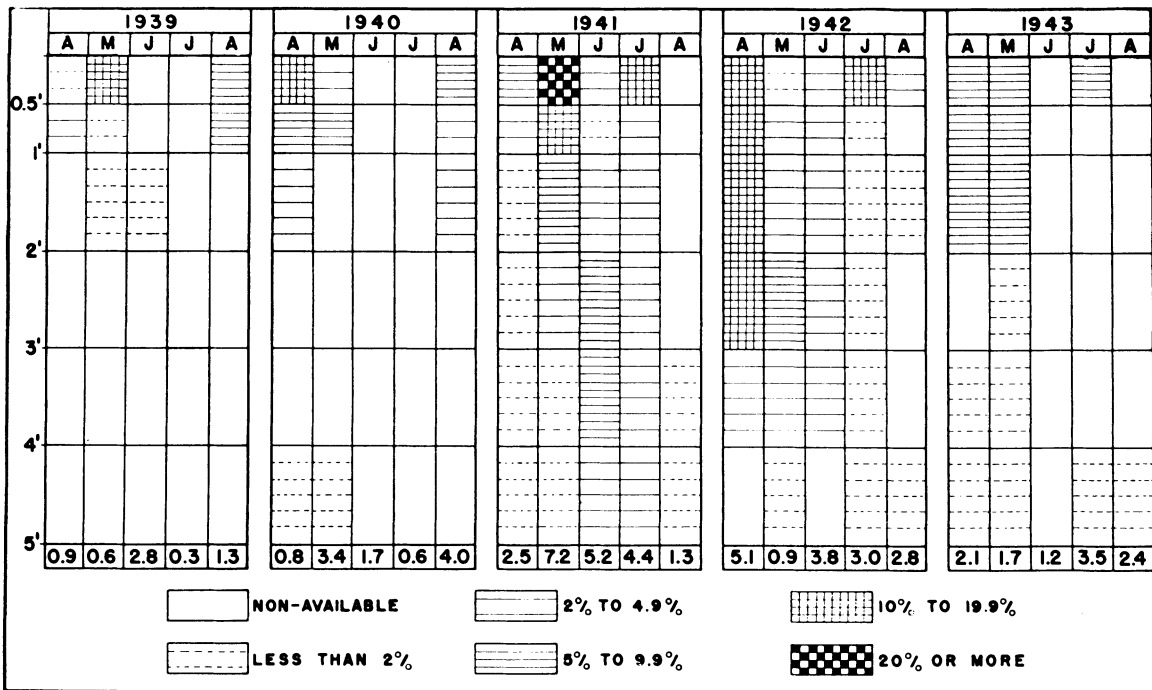 1939 1940 1941 1942 1943
A M J J A A M J J A A M J J A A M J J A A M J J A
0.5'
1'
2'
3'
4'
5'
0.9 0.6 2.8 0.3 1.3 0.8 3.4 1.7 0.6 4.0 2.5 7.2 5.2 4.4 1.3 5.1 0.9 3.8 3.0 2.8 2.1 1.7 1.2 3.5 2.4
NON-AVAILABLE 2% TO 4.9% 10% TO 19.9%
LESS THAN 2% 5% TO 9.9% 20% OR MORE